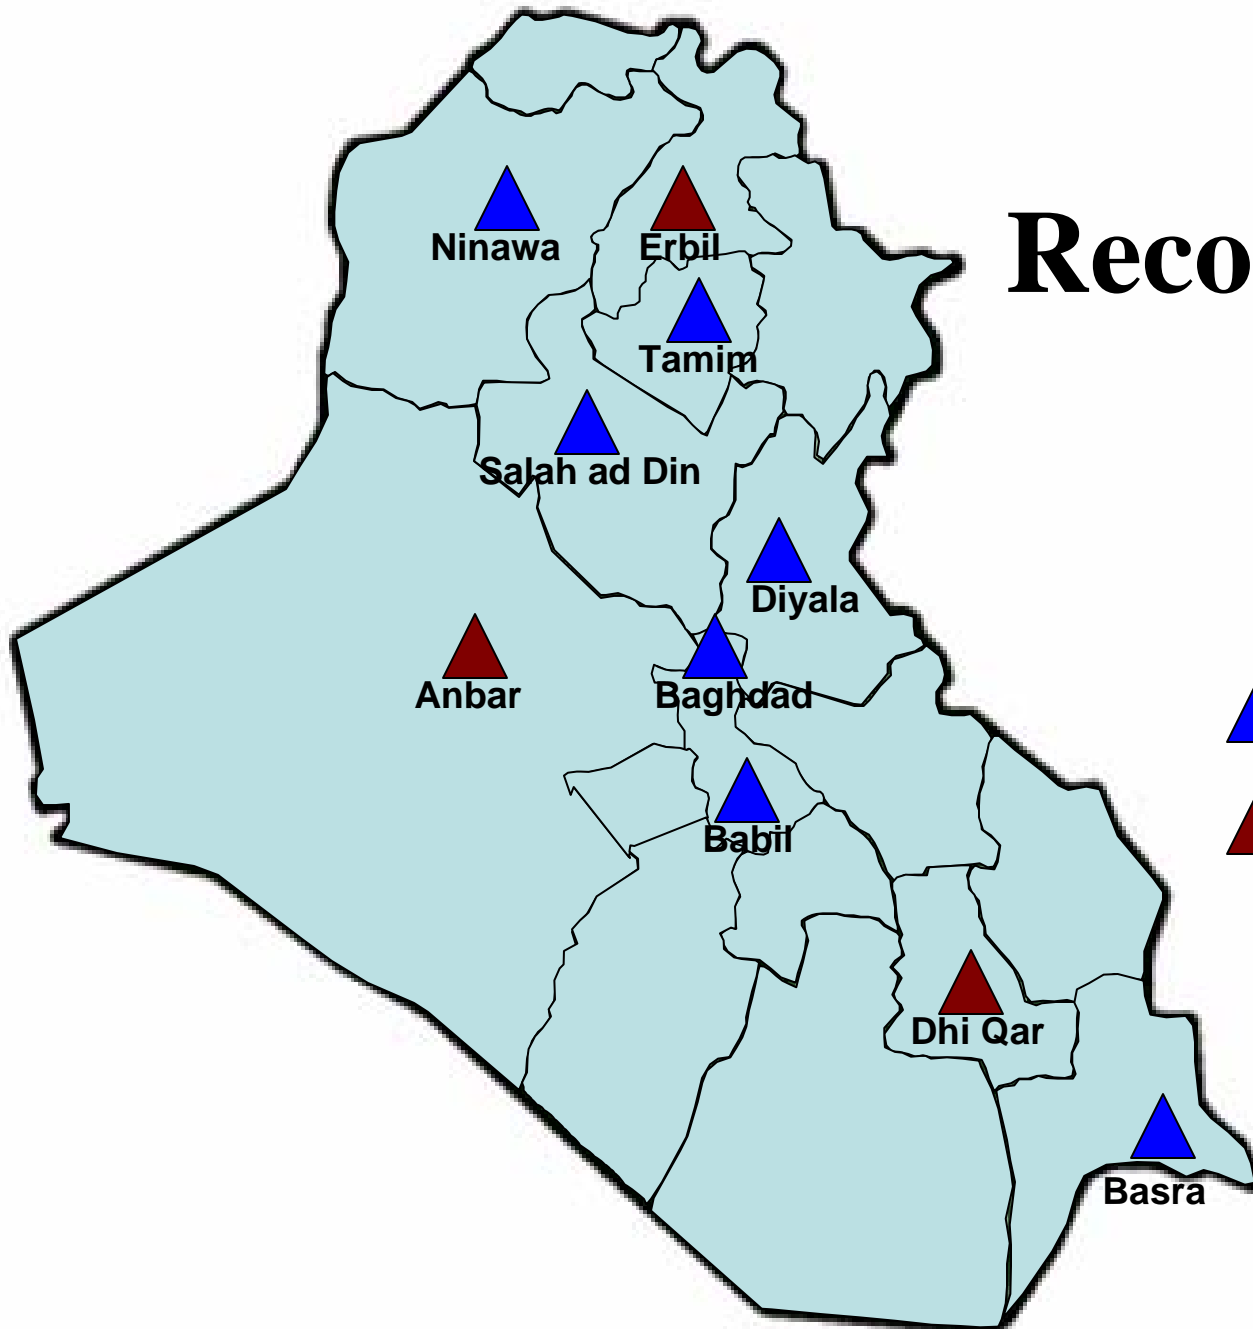 Reco
Ninawa
Erbil
Tamim
Salah ad Din
Diyala
Anbar
Baghdad
Babil
Dhi Qar
Basra